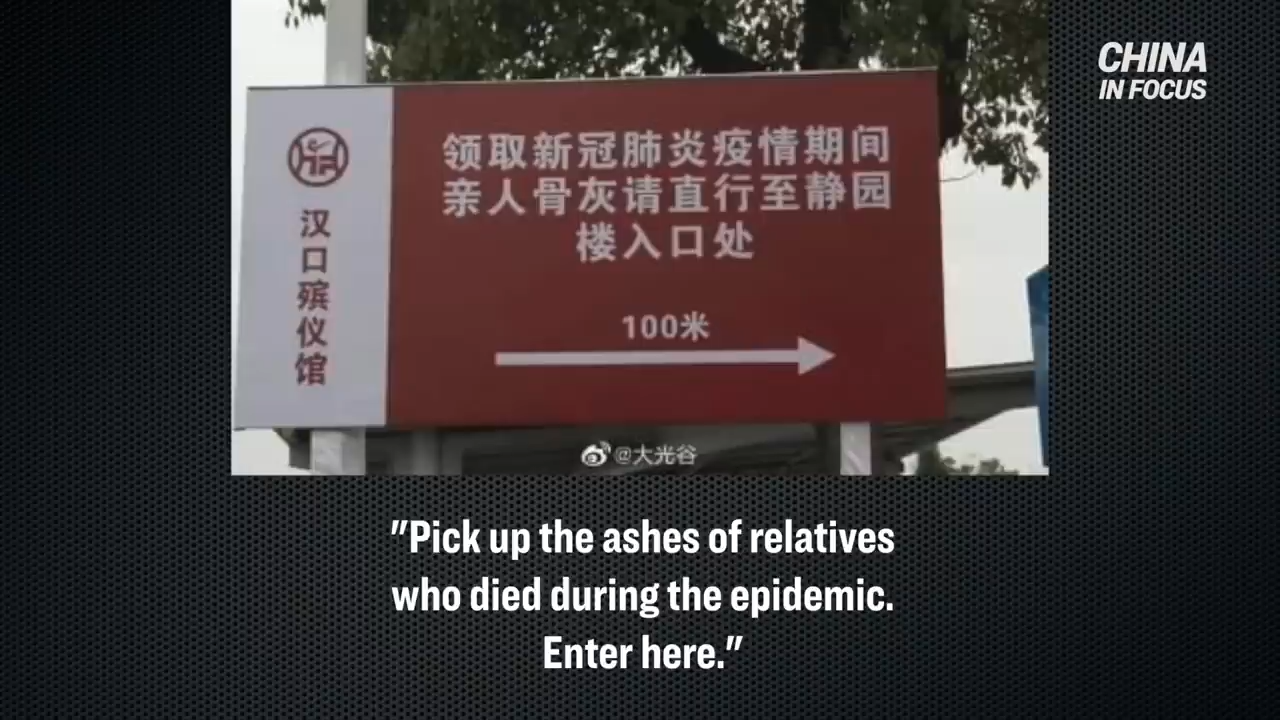 CHINA
IN FOCUS
汉口殡仪馆
领取新冠肺炎疫情期间
亲人骨灰请直行至静园
楼入口处
100米
@大光谷
"Pick up the ashes of relatives
who died during the epidemic.
Enter here."